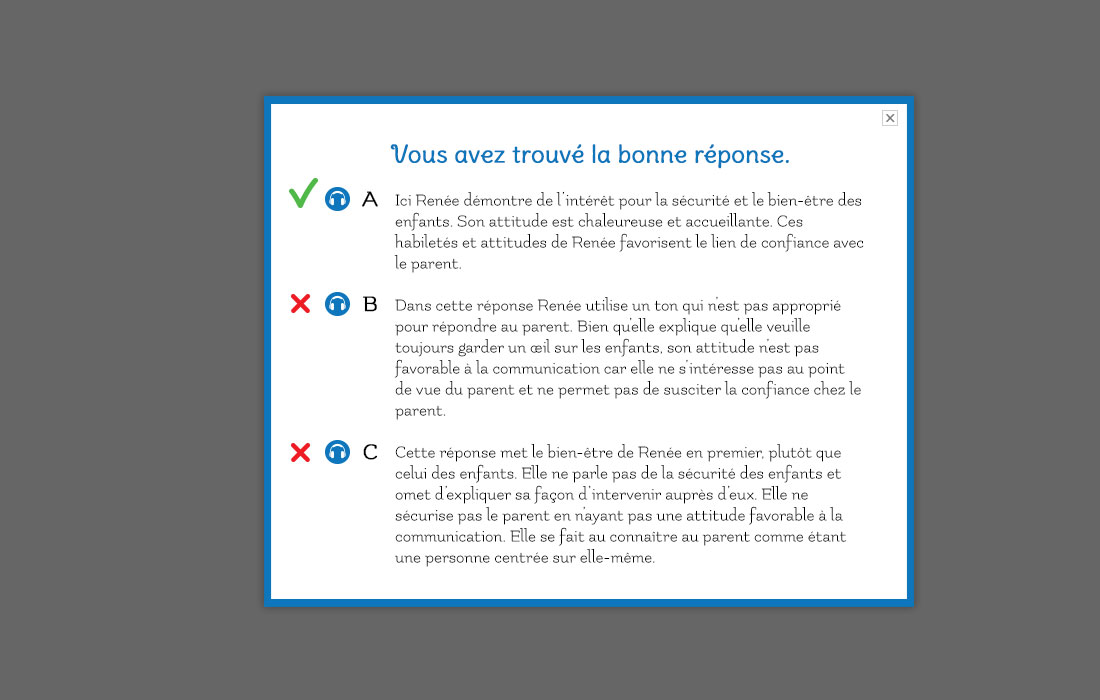 Vous avez trouvé la bonne réponse.
A Ici Renée démontre de l'intérêt pour la sécurité et le bien-être des
enfants. Son attitude est chaleureuse et accueillante. Ces
habiletés et attitudes de Renée favorisent le lien de confiance avec
le parent.
B Dans cette réponse Renée utilise un ton qui n'est pas approprié
pour répondre au parent. Bien qu'elle explique qu'elle veuille
toujours garder un œil sur les enfants, son attitude n'est pas
favorable à la communication car elle ne s'intéresse pas au point
de vue du parent et ne permet pas de susciter la confiance chez le
parent.
C Cette réponse met le bien-être de Renée en premier, plutôt que
celui des enfants. Elle ne parle pas de la sécurité des enfants et
omet d'expliquer sa façon d'intervenir auprès d'eux. Elle ne
sécurise pas le parent en n'ayant pas une attitude favorable à la
communication. Elle se fait au connaître au parent comme étant
une personne centrée sur elle-même.